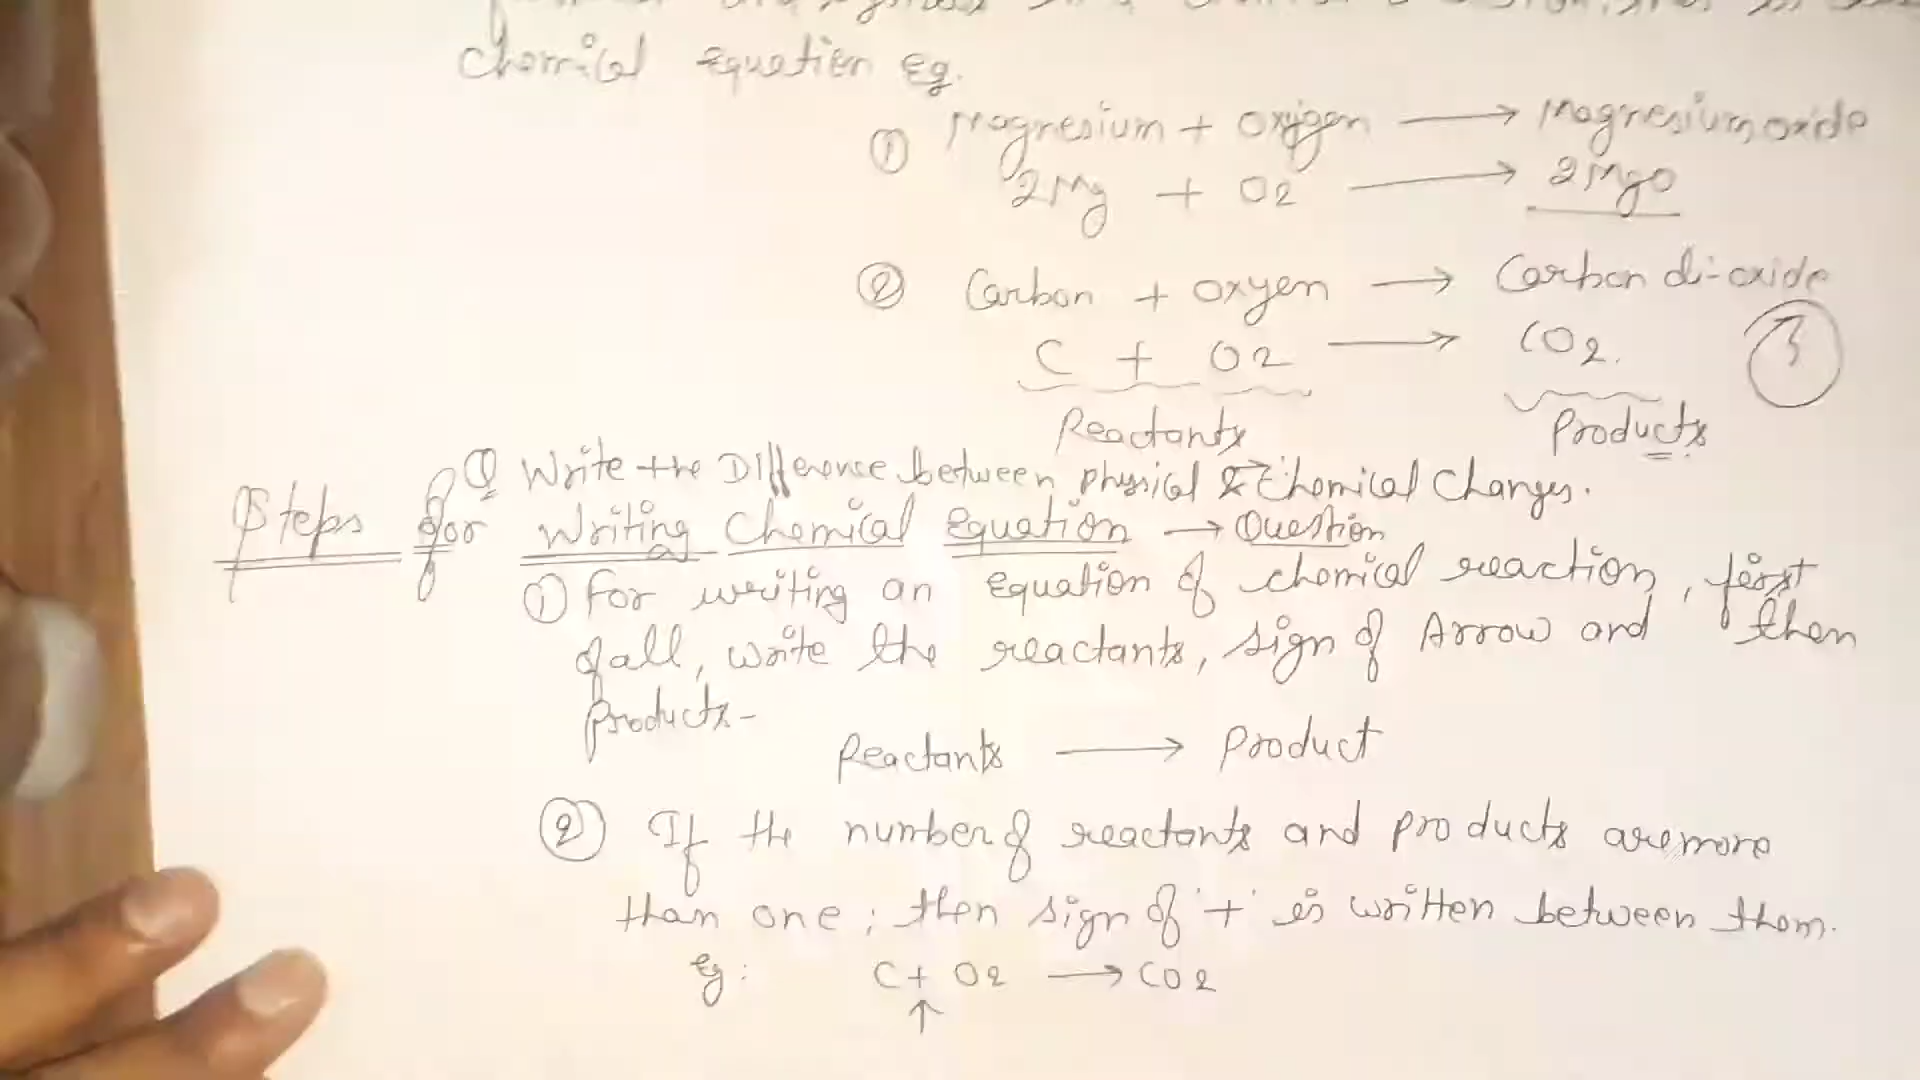 Chemical Equation Eg.
① Magnesium + Oxigen → Magnesium oxide
2Mg + O2 → 2MgO
② Carbon + Oxyen → Carbon di-oxide
C + O2 → CO2.
Reactants Products
Q Write the Difference between physical & Chemical Changes.
Steps for Writing Chemical Equation → Question
① For writing an equation of chemical reaction, first
of all, write the reactants, sign of Arrow and then
products-
Reactants → Product
② If the number of reactants and products are more
than one; then sign of '+' is written between them.
Eg: C + O2 → CO2
↑